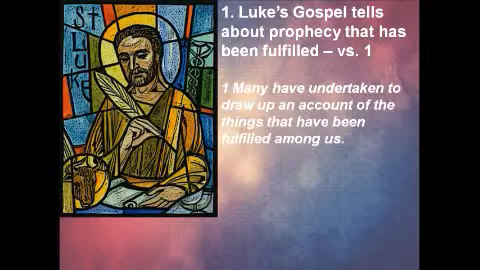 ST
LUKE
1. Luke's Gospel tells
about prophecy that has
been fulfilled – vs. 1
1 Many have undertaken to
draw up an account of the
things that have been
fulfilled among us.